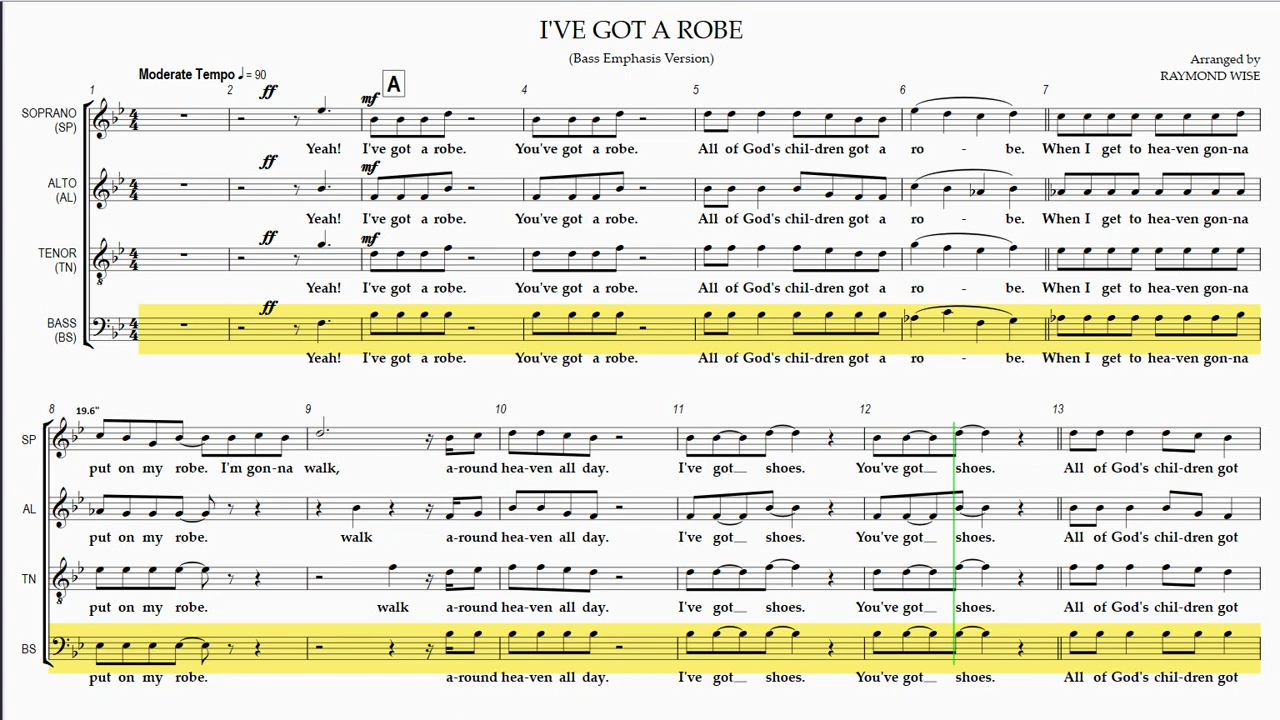 I'VE GOT A ROBE
(Bass Emphasis Version)
Arranged by
RAYMOND WISE
Moderate Tempo ♩ = 90
A
1 2 4 5 6 7
ff mf
SOPRANO
(SP)
Yeah! I've got a robe. You've got a robe. All of God's chil-dren got a ro - be. When I get to hea-ven gon-na
ff mf
ALTO
(AL)
Yeah! I've got a robe. You've got a robe. All of God's chil-dren got a ro - be. When I get to hea-ven gon-na
ff mf
TENOR
(TN)
Yeah! I've got a robe. You've got a robe. All of God's chil-dren got a ro - be. When I get to hea-ven gon-na
ff
BASS
(BS)
Yeah! I've got a robe. You've got a robe. All of God's chil-dren got a ro - be. When I get to hea-ven gon-na
8 19.6" 9 10 11 12 13
SP
put on my robe. I'm gon-na walk, a-round hea-ven all day. I've got__ shoes. You've got__ shoes. All of God's chil-dren got
AL
put on my robe. walk a-round hea-ven all day. I've got__ shoes. You've got__ shoes. All of God's chil-dren got
TN
put on my robe. walk a-round hea-ven all day. I've got__ shoes. You've got__ shoes. All of God's chil-dren got
BS
put on my robe. a-round hea-ven all day. I've got__ shoes. You've got__ shoes. All of God's chil-dren got